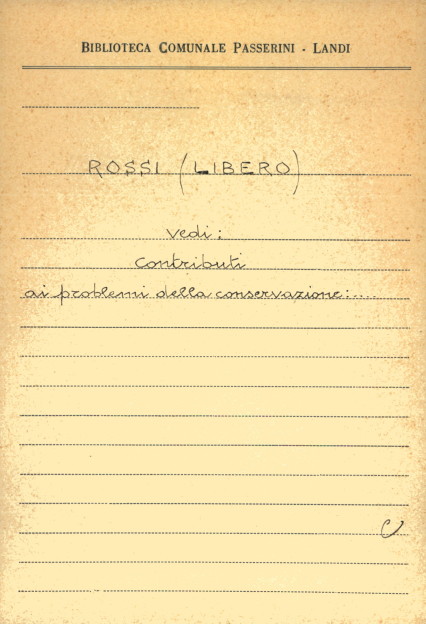 BIBLIOTECA COMUNALE PASSERINI - LANDI
ROSSI (LIBERO)
vedi:
Contributi
ai problemi della conservazione:....